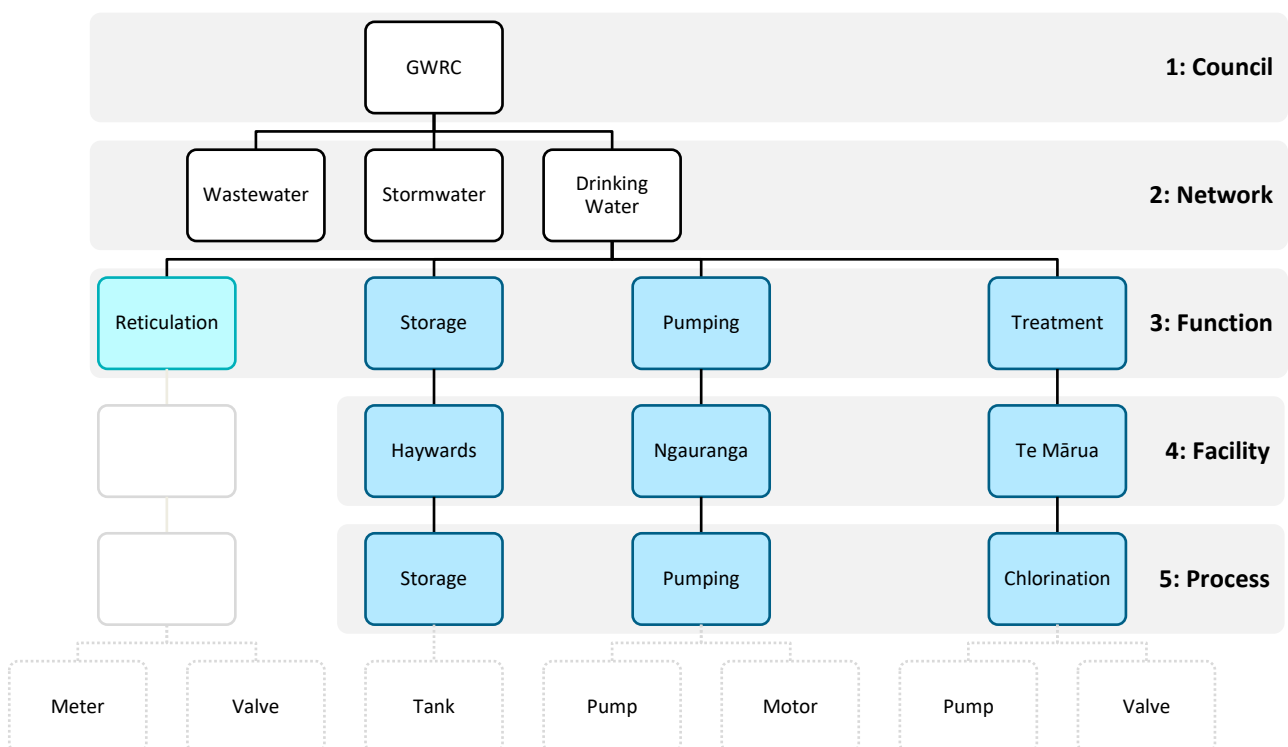 GWRC
1: Council
Wastewater
Stormwater
Drinking
Water
2: Network
Reticulation
Storage
Pumping
Treatment
3: Function
Haywards
Ngauranga
Te Mārua
4: Facility
Storage
Pumping
Chlorination
5: Process
Meter
Valve
Tank
Pump
Motor
Pump
Valve